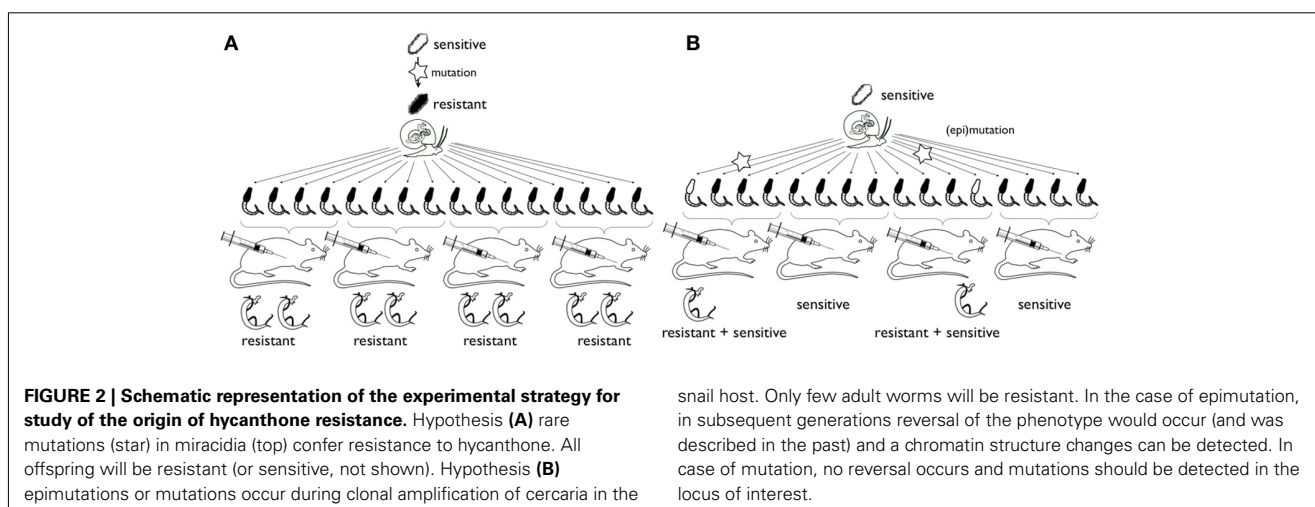 A
sensitive
mutation
resistant
resistant
resistant
resistant
resistant
B
sensitive
(epi)mutation
sensitive
sensitive
resistant + sensitive
resistant + sensitive
FIGURE 2 | Schematic representation of the experimental strategy for
study of the origin of hycanthone resistance. Hypothesis (A) rare
mutations (star) in miracidia (top) confer resistance to hycanthone. All
offspring will be resistant (or sensitive, not shown). Hypothesis (B)
epimutations or mutations occur during clonal amplification of cercaria in the
snail host. Only few adult worms will be resistant. In the case of epimutation,
in subsequent generations reversal of the phenotype would occur (and was
described in the past) and a chromatin structure changes can be detected. In
case of mutation, no reversal occurs and mutations should be detected in the
locus of interest.